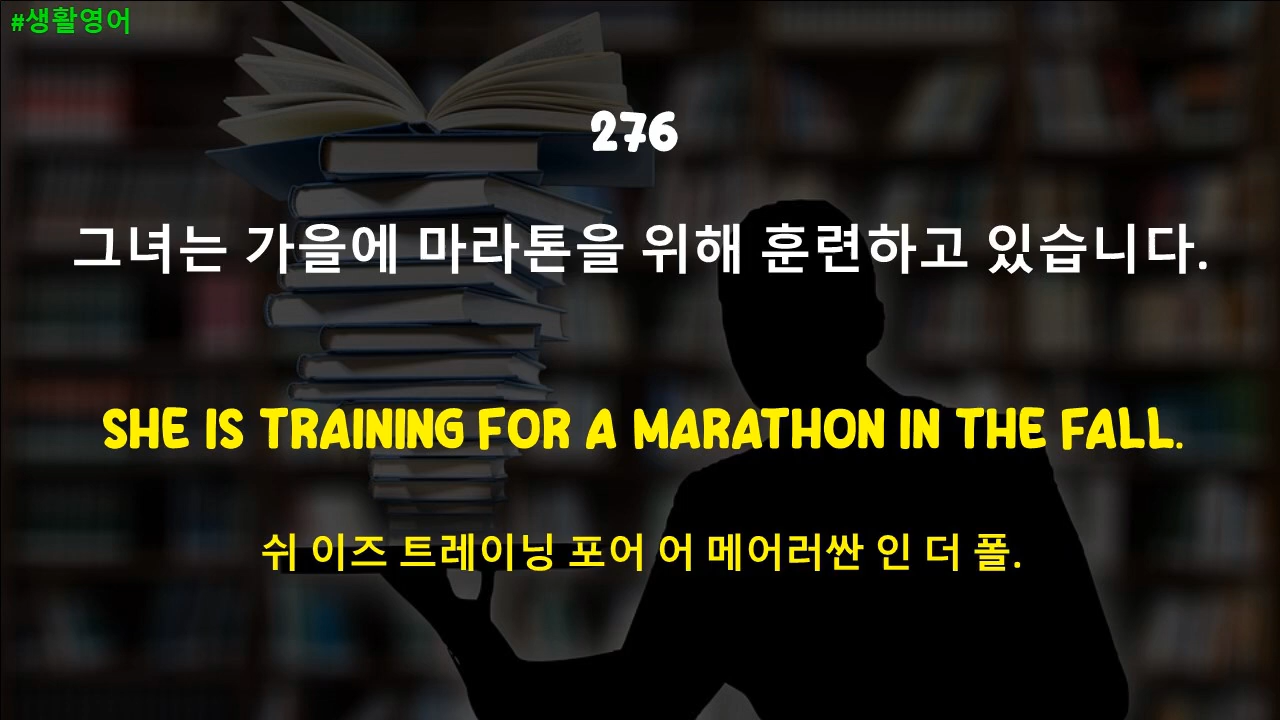 #생활영어
276
그녀는 가을에 마라톤을 위해 훈련하고 있습니다.
SHE IS TRAINING FOR A MARATHON IN THE FALL.
쉬 이즈 트레이닝 포어 어 메어러싼 인 더 폴.